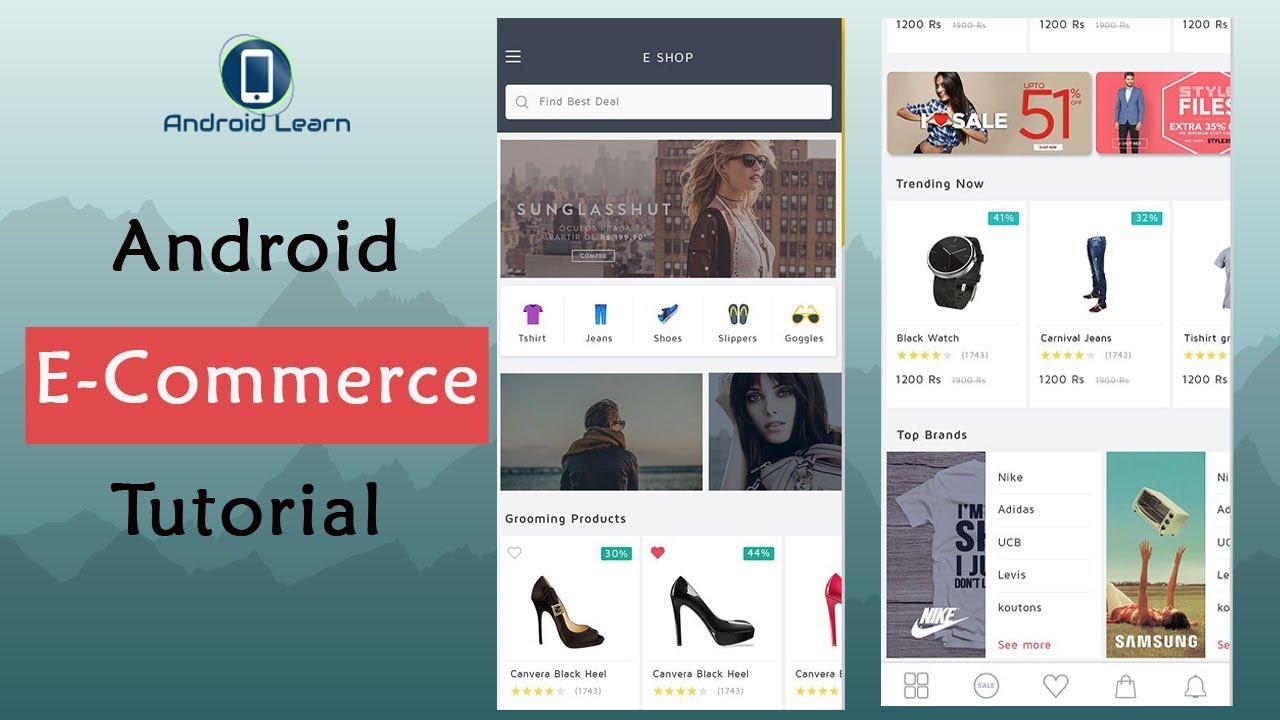 Android Learn
Android
E-Commerce
Tutorial
E SHOP
Find Best Deal
SUNGLASSHUT
ÓCULOS PRADA
A PARTIR DE R$ 199,90*
COMPRE
Tshirt
Jeans
Shoes
Slippers
Goggles
Grooming Products
30%
44%
Canvera Black Heel
(1743)
Canvera Black Heel
(1743)
1200 Rs 1900 Rs
1200 Rs 1900 Rs
1200 Rs
I SALE
UPTO
51% OFF
SHOP NOW
STYLE
FILES
EXTRA 35%
Trending Now
41%
32%
Black Watch
(1743)
1200 Rs 1900 Rs
Carnival Jeans
(1743)
1200 Rs 1900 Rs
Tishirt gr
1200 Rs
Top Brands
I'M
I JU
DON'T L
NIKE
Nike
Adidas
UCB
Levis
koutons
See more
SAMSUNG
Ni
Ad
UC
Le
ko
Se
SALE